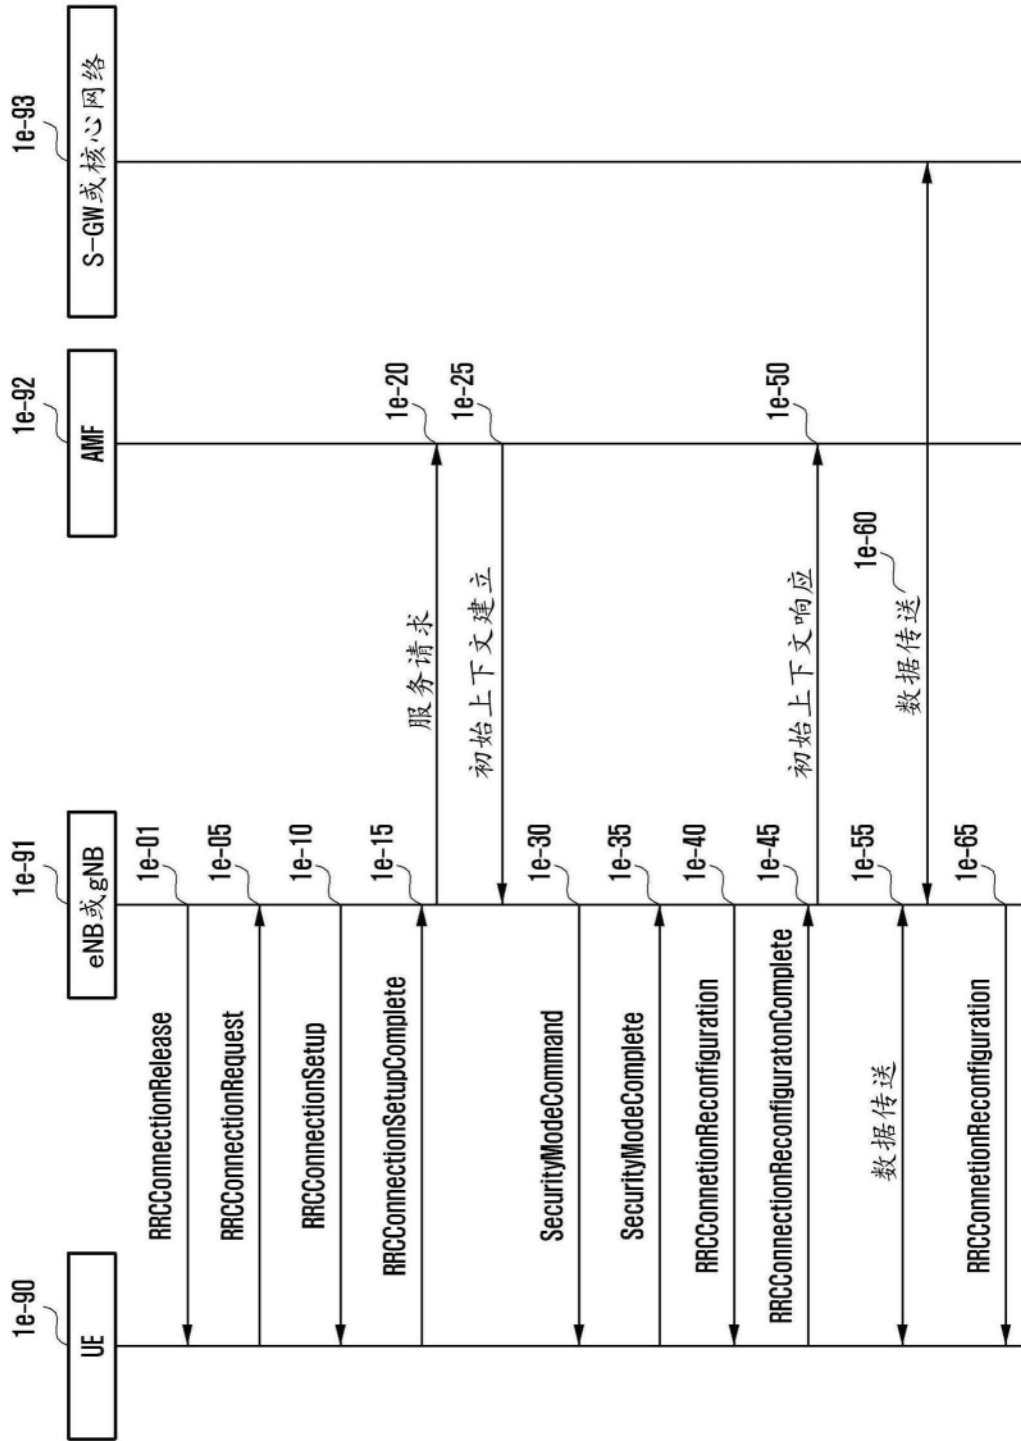 1e-90
UE
1e-91
eNB或gNB
1e-92
AMF
1e-93
S-GW或核心网络
RRCConnectionRelease
1e-01
RRCConnectionRequest
1e-05
RRCConnectionSetup
1e-10
RRCConnectionSetupComplete
1e-15
服务请求
1e-20
初始上下文建立
1e-25
SecurityModeCommand
1e-30
SecurityModeComplete
1e-35
RRCConnetionReconfiguration
1e-40
RRCConnectionReconfiguratonComplete
1e-45
初始上下文响应
1e-50
数据传送
1e-55
数据传送
1e-60
RRCConnetionReconfiguration
1e-65